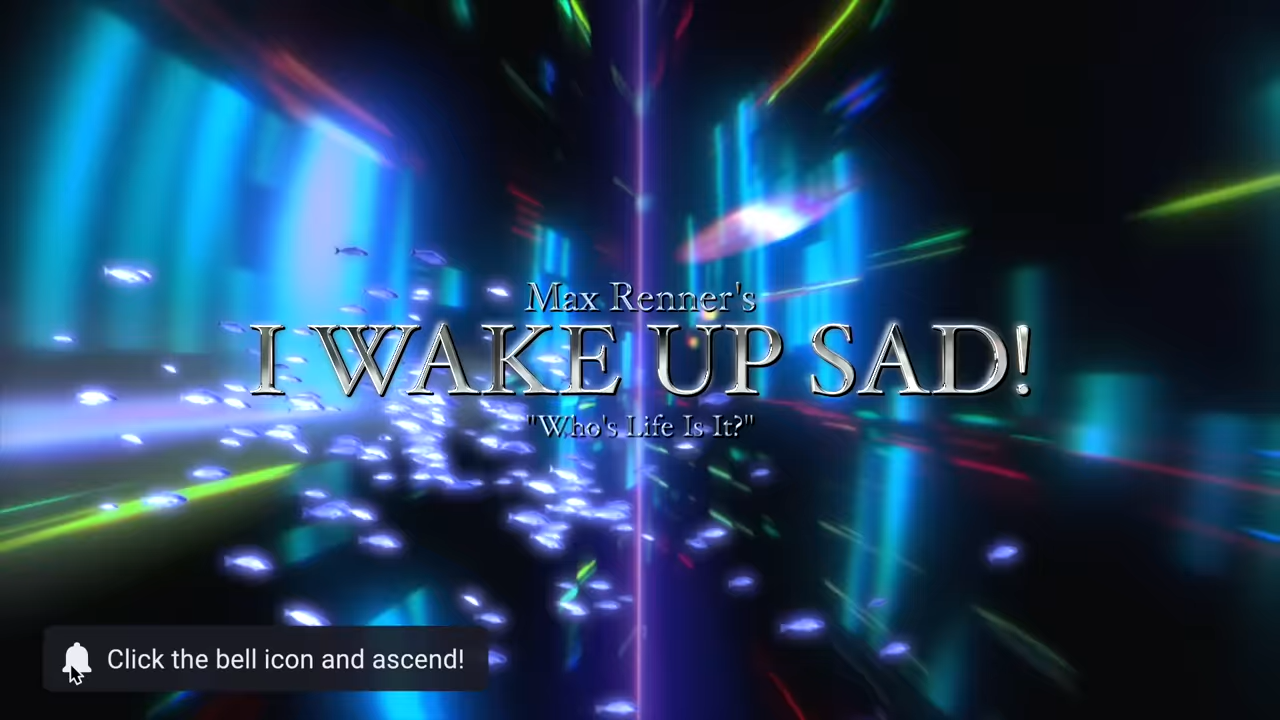 Max Renner's
I WAKE UP SAD!
"Who's Life Is It?"
Click the bell icon and ascend!